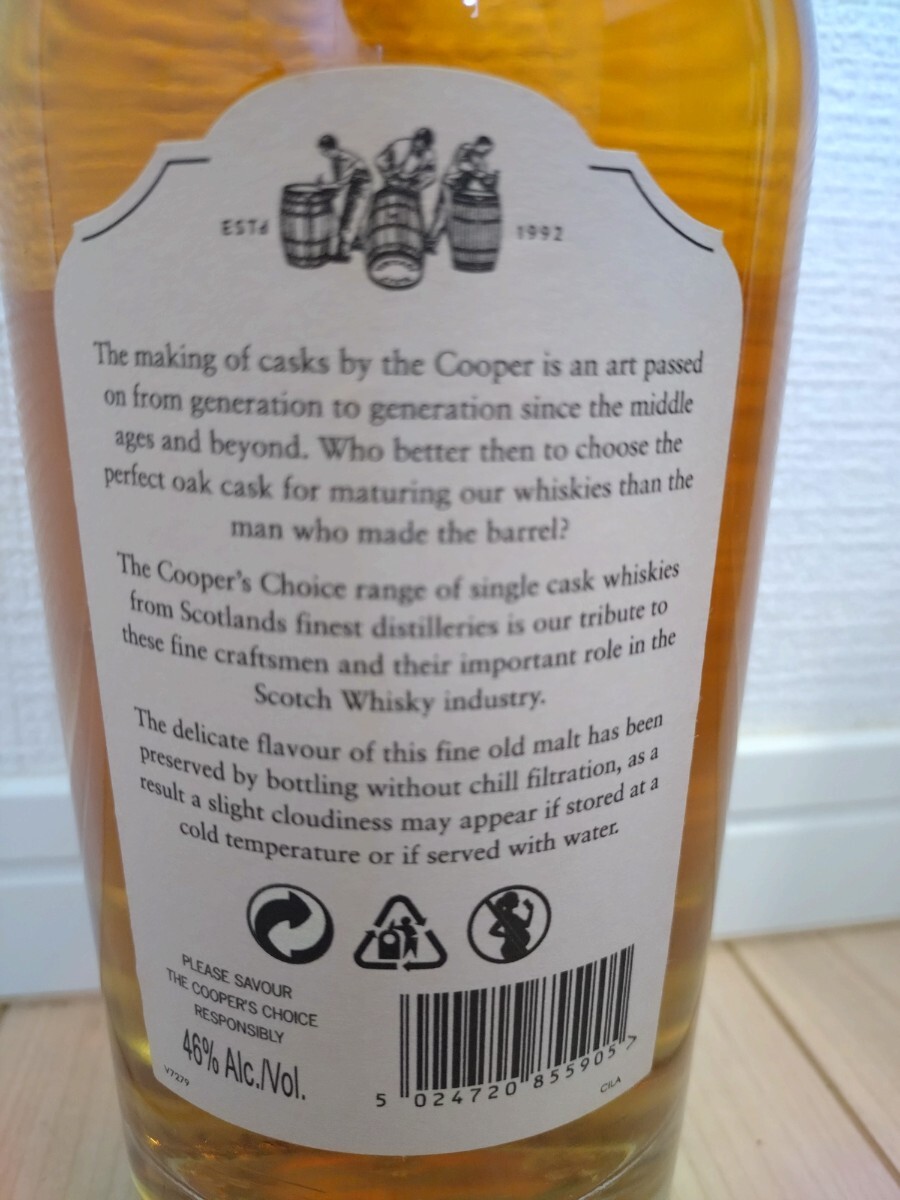 ESTd 1992
The making of casks by the Cooper is an art passed
on from generation to generation since the middle
ages and beyond. Who better then to choose the
perfect oak cask for maturing our whiskies than the
man who made the barrel?
The Cooper's Choice range of single cask whiskies
from Scotlands finest distilleries is our tribute to
these fine craftsmen and their important role in the
Scotch Whisky industry.
The delicate flavour of this fine old malt has been
preserved by bottling without chill filtration, as a
result a slight cloudiness may appear if stored at a
cold temperature or if served with water.
PLEASE SAVOUR
THE COOPER'S CHOICE
RESPONSIBLY
46% Alc./Vol.
V7279
5 024720 855905 >
CILA